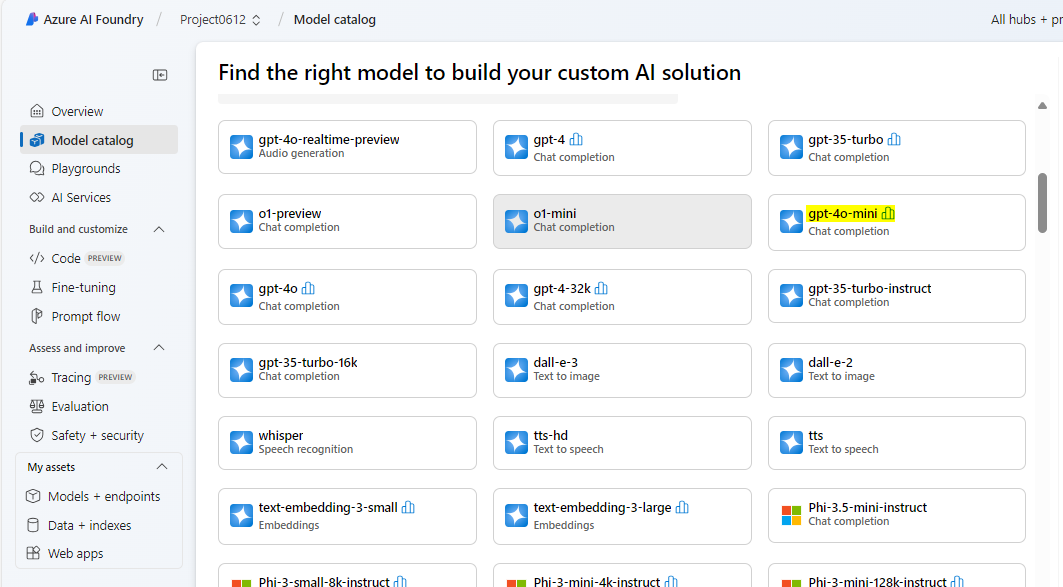 Azure AI Foundry / Project0612 / Model catalog
All hubs + pr
Find the right model to build your custom AI solution
Overview
Model catalog
Playgrounds
AI Services
Build and customize
Code PREVIEW
Fine-tuning
Prompt flow
Assess and improve
Tracing PREVIEW
Evaluation
Safety + security
My assets
Models + endpoints
Data + indexes
Web apps
gpt-4o-realtime-preview
Audio generation
gpt-4
Chat completion
gpt-35-turbo
Chat completion
o1-preview
Chat completion
o1-mini
Chat completion
gpt-4o-mini
Chat completion
gpt-4o
Chat completion
gpt-4-32k
Chat completion
gpt-35-turbo-instruct
Chat completion
gpt-35-turbo-16k
Chat completion
dall-e-3
Text to image
dall-e-2
Text to image
whisper
Speech recognition
tts-hd
Text to speech
tts
Text to speech
text-embedding-3-small
Embeddings
text-embedding-3-large
Embeddings
Phi-3.5-mini-instruct
Chat completion
Phi-3-small-8k-instruct
Phi-3-mini-4k-instruct
Phi-3-mini-128k-instruct